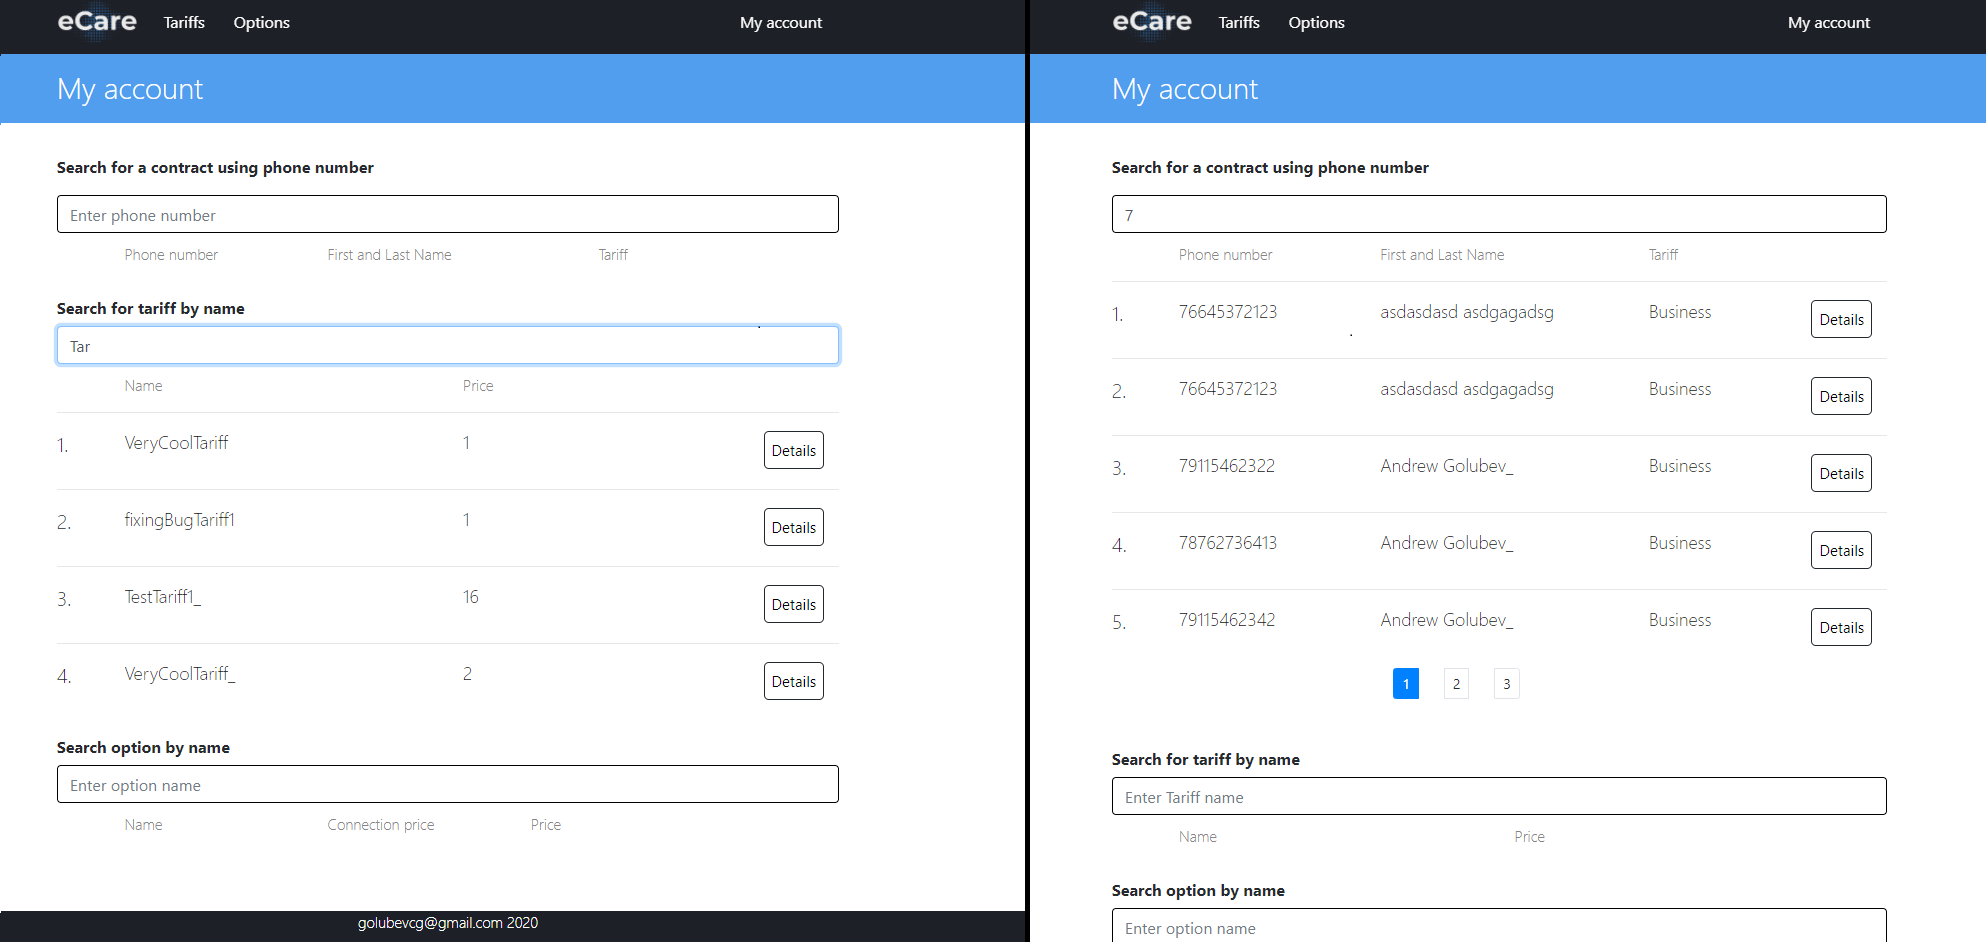 eCare Tariffs Options My account
My account
Search for a contract using phone number
Enter phone number
Phone number First and Last Name Tariff
Search for tariff by name
Tar
Name Price
1. VeryCoolTariff 1 Details
2. fixingBugTariff1 1 Details
3. TestTariff1_ 16 Details
4. VeryCoolTariff_ 2 Details
Search option by name
Enter option name
Name Connection price Price
golubevcg@gmail.com 2020
eCare Tariffs Options My account
My account
Search for a contract using phone number
7
Phone number First and Last Name Tariff
1. 76645372123 asdasdasd asdgagadsg Business Details
2. 76645372123 asdasdasd asdgagadsg Business Details
3. 79115462322 Andrew Golubev_ Business Details
4. 78762736413 Andrew Golubev_ Business Details
5. 79115462342 Andrew Golubev_ Business Details
1 2 3
Search for tariff by name
Enter Tariff name
Name Price
Search option by name
Enter option name